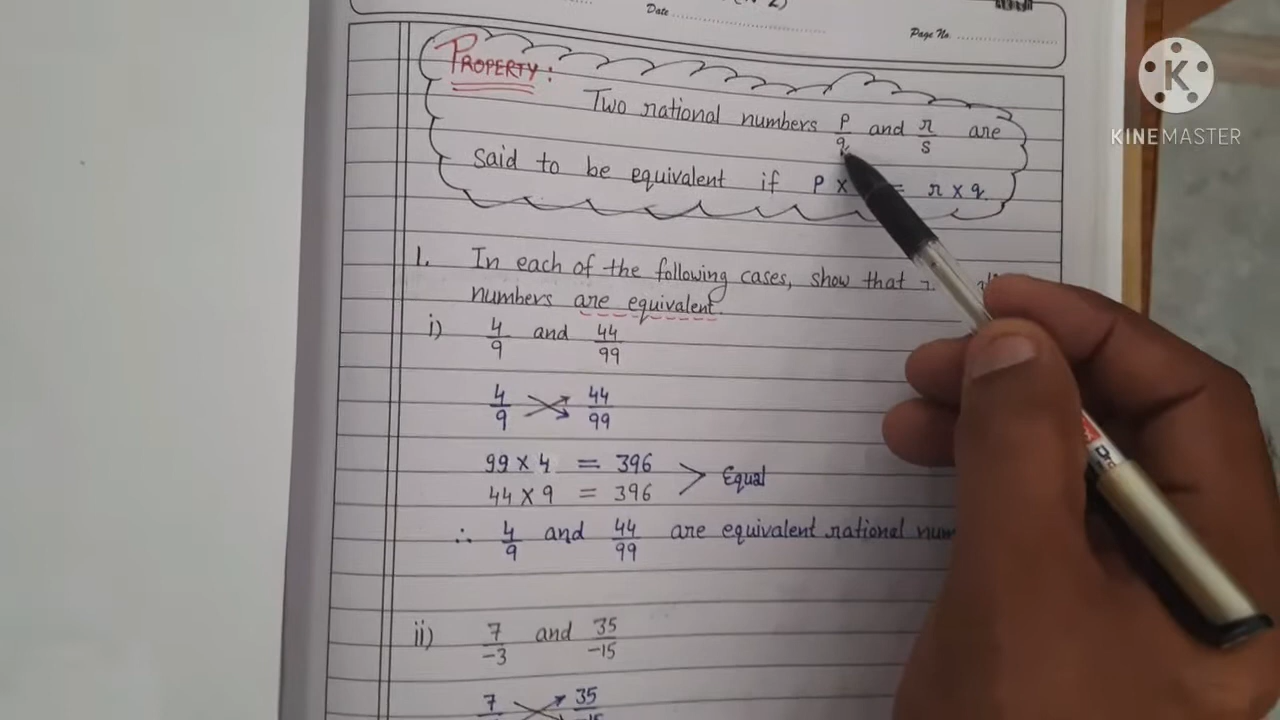 Date
Page No.
PROPERTY:
Two rational numbers p/q and r/s are
said to be equivalent if p × = r × q.
K
KINEMASTER
1. In each of the following cases, show that
numbers are equivalent.
i) 4/9 and 44/99
4/9 44/99
99 × 4 = 396
44 × 9 = 396
Equal
∴ 4/9 and 44/99 are equivalent rational
ii) 7/-3 and 35/-15
7 35